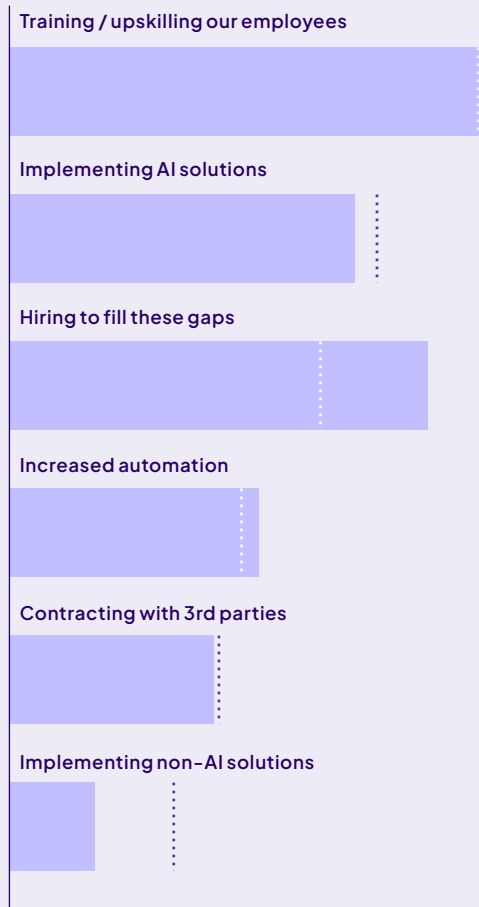 Training / upskilling our employees
Implementing AI solutions
Hiring to fill these gaps
Increased automation
Contracting with 3rd parties
Implementing non-AI solutions